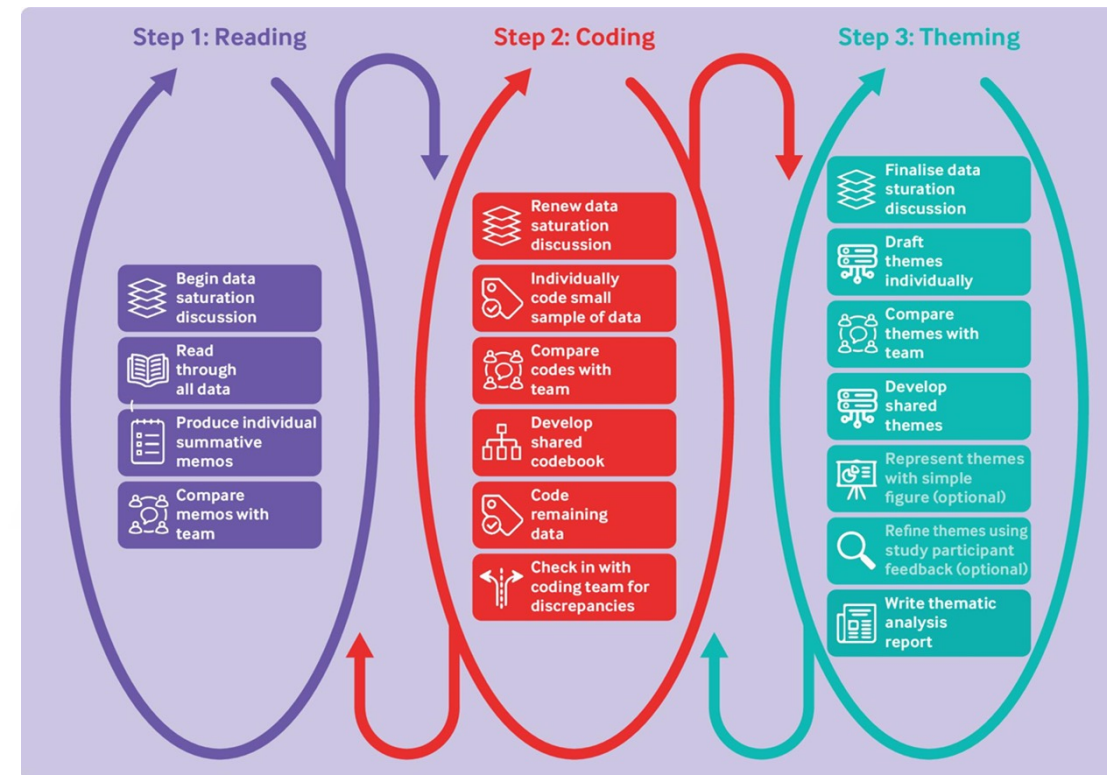 Step 1: Reading
Begin data
saturation
discussion
Read
through
all data
Produce individual
summative
memos
Compare
memos with
team
Step 2: Coding
Renew data
saturation
discussion
Individually
code small
sample of data
Compare
codes with
team
Develop
shared
codebook
Code
remaining
data
Check in with
coding team for
discrepancies
Step 3: Theming
Finalise data
sturation
discussion
Draft
themes
individually
Compare
themes with
team
Develop
shared
themes
Represent themes
with simple
figure (optional)
Refine themes using
study participant
feedback (optional)
Write thematic
analysis
report